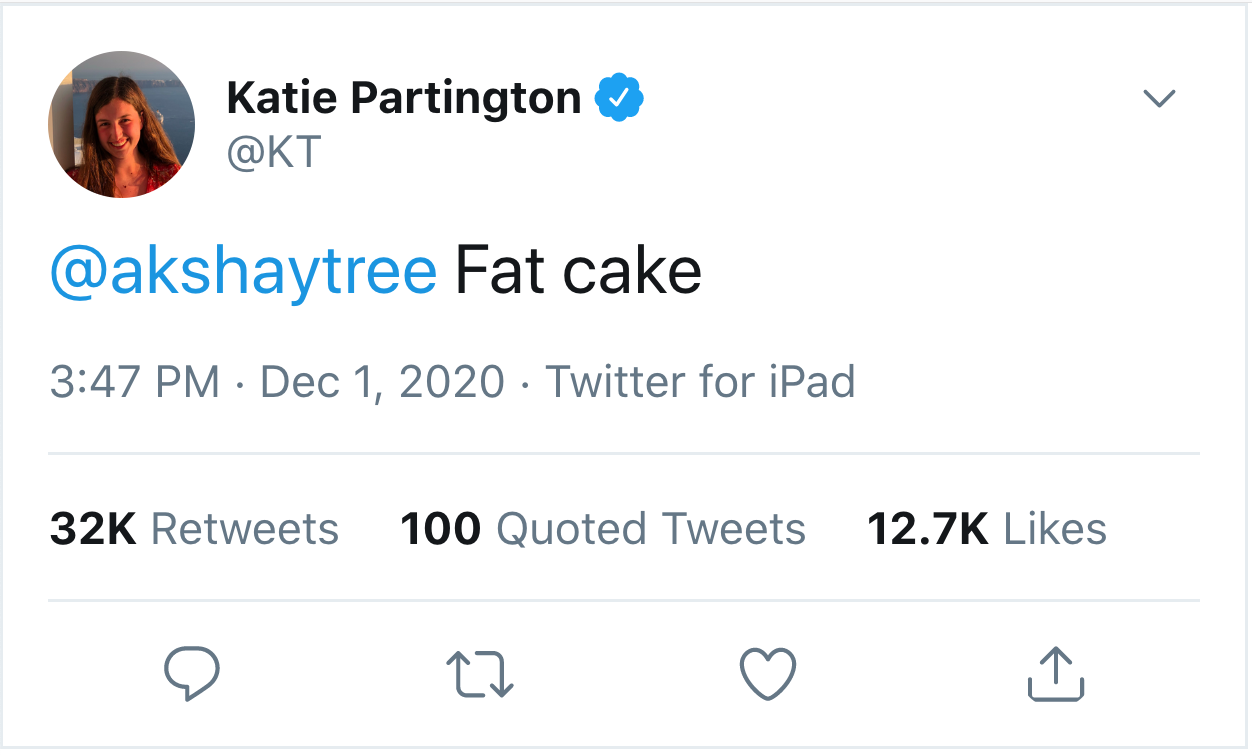 Katie Partington
@KT
@akshaytree Fat cake
3:47 PM · Dec 1, 2020 · Twitter for iPad
32K Retweets 100 Quoted Tweets 12.7K Likes